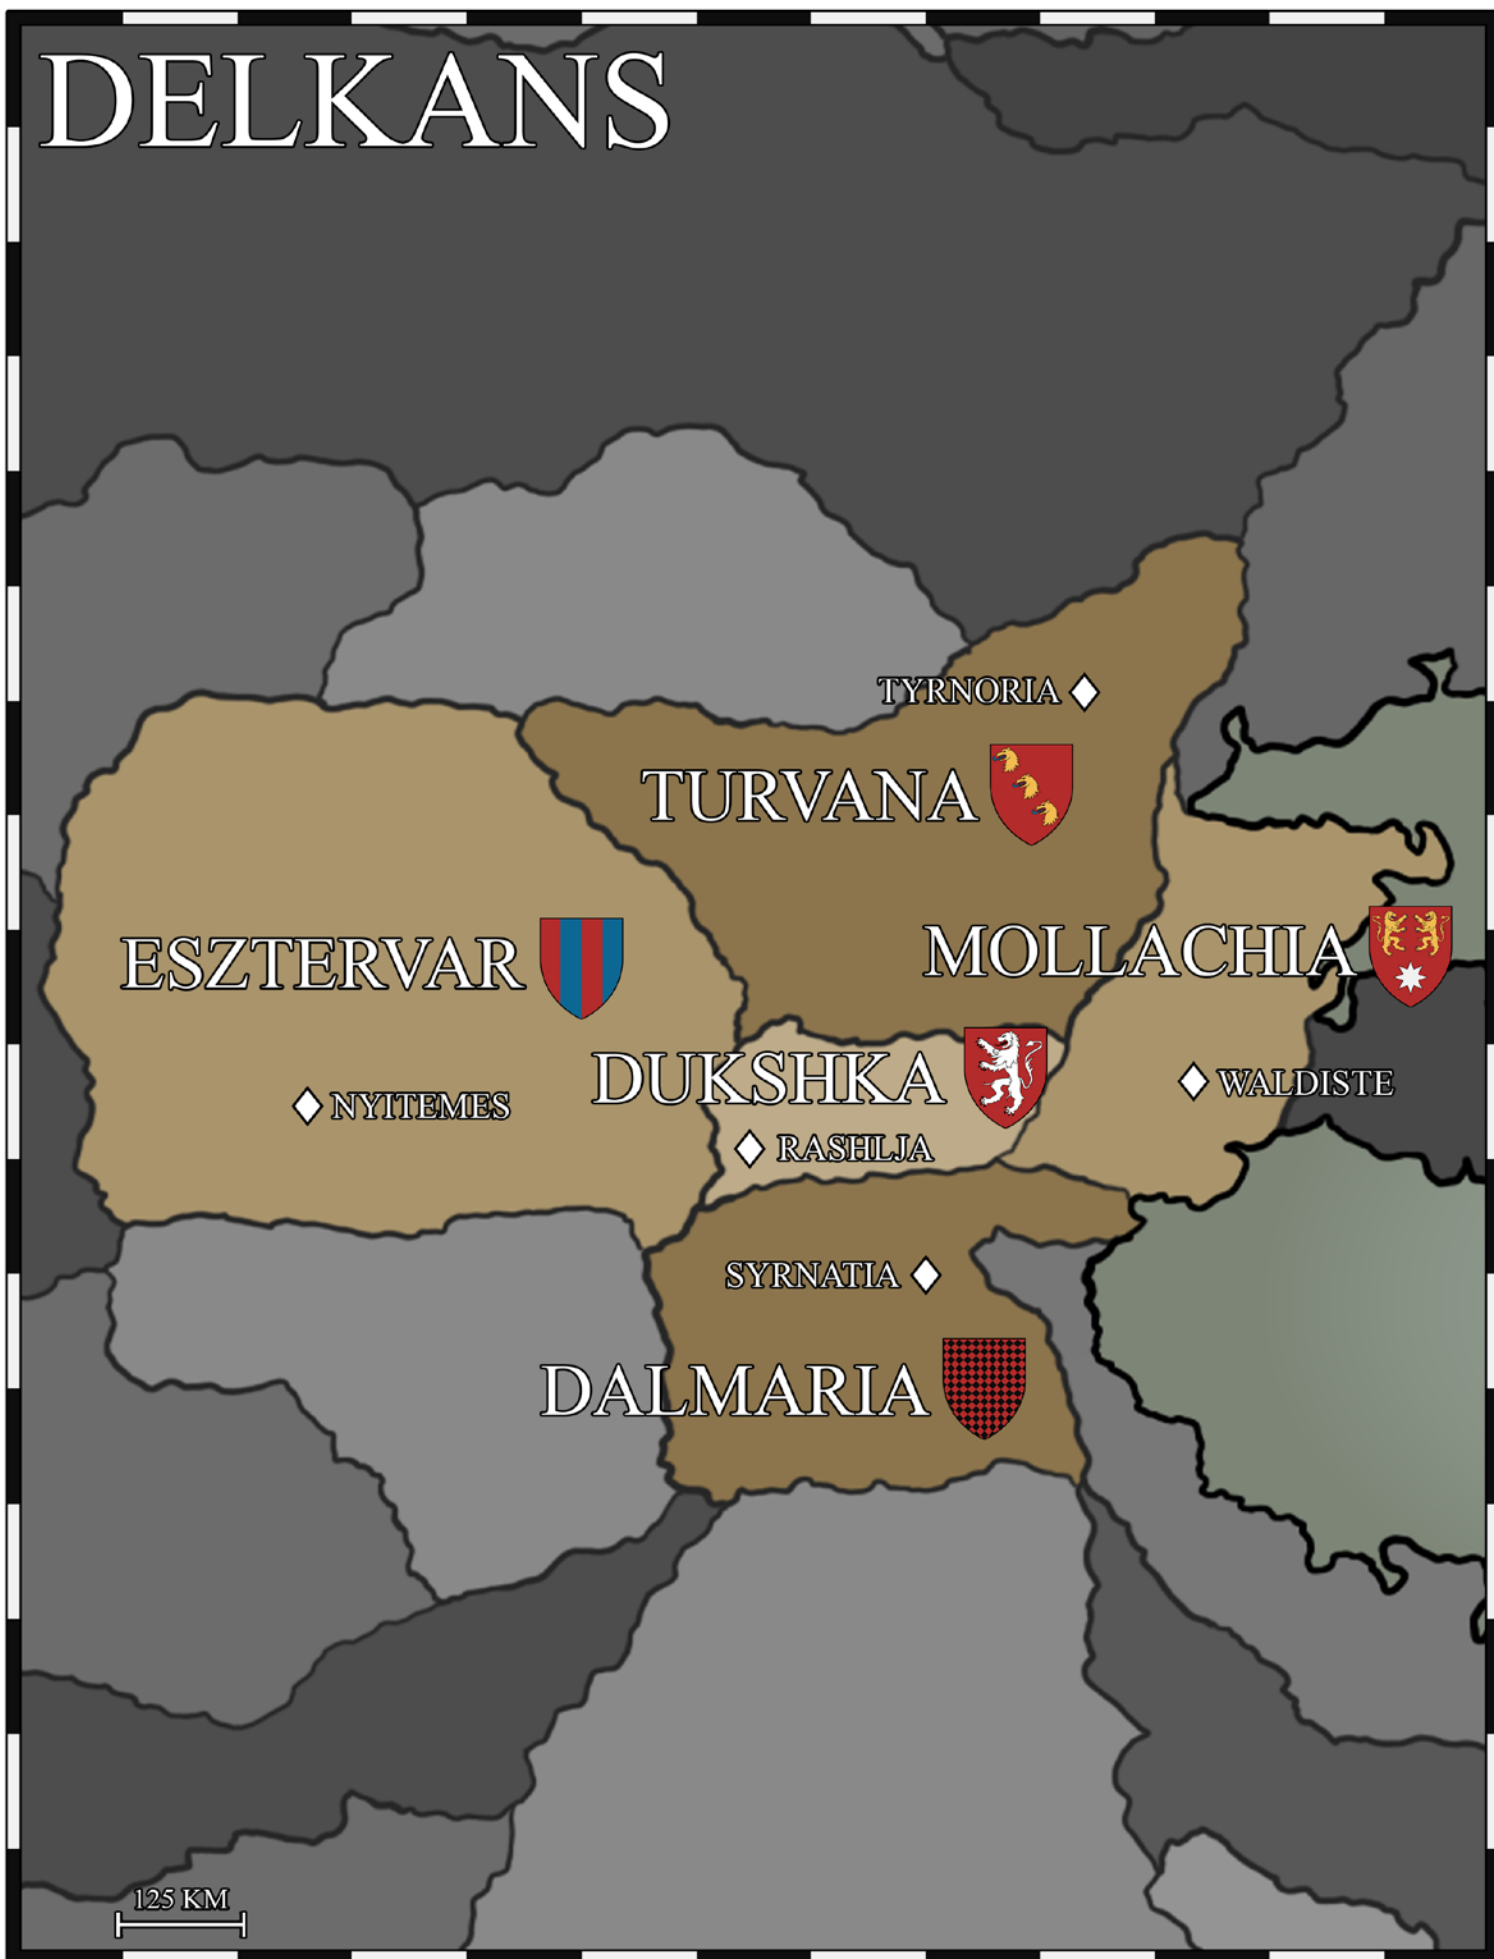 DELKANS
TYRNORIA
TURVANA
MOLLACHIA
ESZTERVAR
DUKSHKA
WALDISTE
NYITEMES
RASHLJA
SYRNATIA
DALMARIA
125 KM